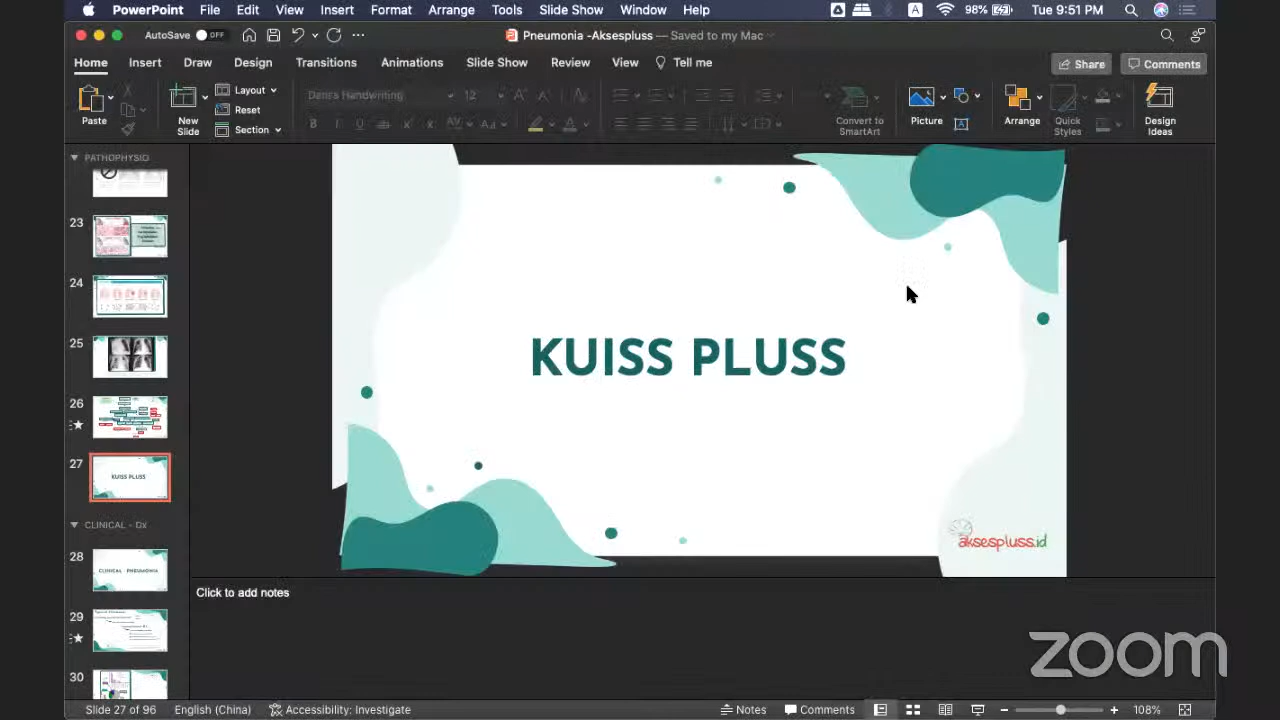 PowerPoint File Edit View Insert Format Arrange Tools Slide Show Window Help A 98% Tue 9:51 PM
AutoSave OFF Pneumonia -Aksespluss — Saved to my Mac
Home Insert Draw Design Transitions Animations Slide Show Review View Tell me Share Comments
Paste New Slide Layout Reset Section Dani's Handwriting 12 Convert to SmartArt Picture Arrange Quick Styles Design Ideas
PATHOPHYSIO
23
24
25
26
27
KUISS PLUSS
CLINICAL - Dx
28
CLINICAL - PNEUMONIA
29
30
KUISS PLUSS
aksespluss.id
Click to add notes
zoom
Slide 27 of 96 English (China) Accessibility: Investigate Notes Comments 108%